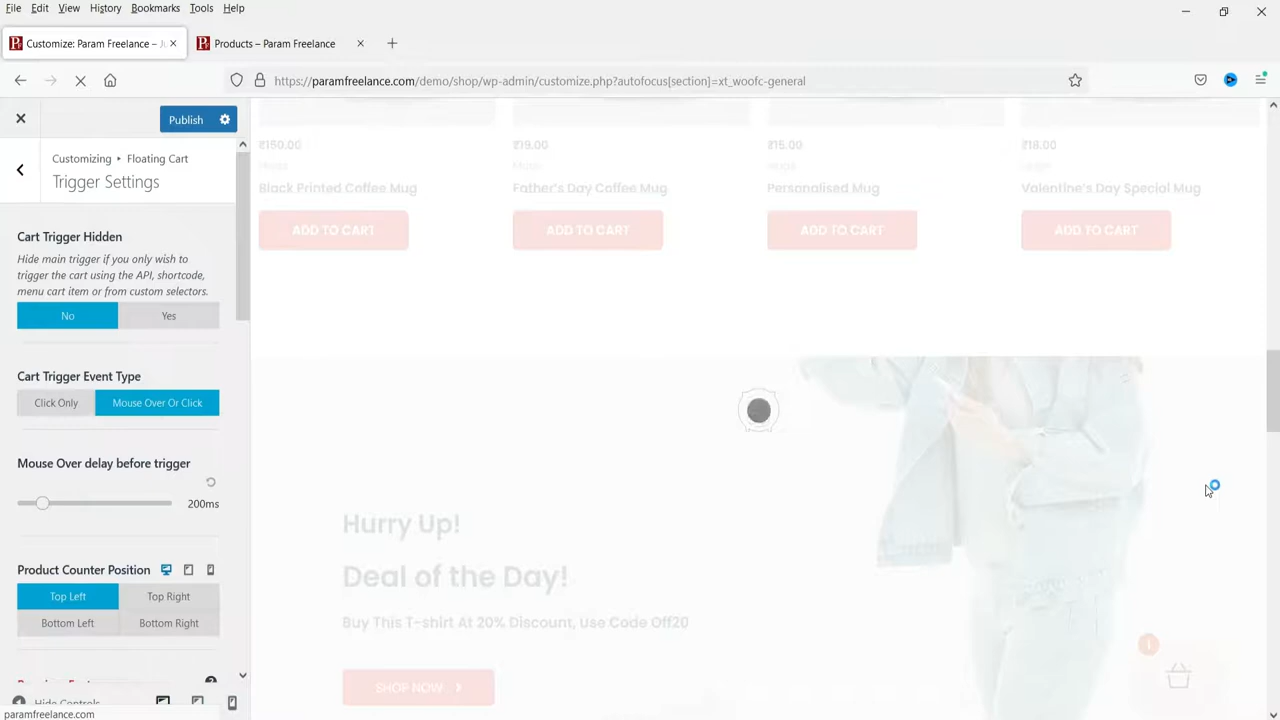 File Edit View History Bookmarks Tools Help
Customize: Param Freelance – Ju
Products – Param Freelance
https://paramfreelance.com/demo/shop/wp-admin/customize.php?autofocus[section]=xt_woofc-general
Publish
Customizing ▸ Floating Cart
Trigger Settings
Cart Trigger Hidden
Hide main trigger if you only wish to
trigger the cart using the API, shortcode,
menu cart item or from custom selectors.
No Yes
Cart Trigger Event Type
Click Only Mouse Over Or Click
Mouse Over delay before trigger
200ms
Product Counter Position
Top Left Top Right
Bottom Left Bottom Right
Hide Controls
paramfreelance.com
₹150.00 ₹19.00 ₹15.00 ₹18.00
Black Printed Coffee Mug Father's Day Coffee Mug Personalised Mug Valentine's Day Special Mug
ADD TO CART ADD TO CART ADD TO CART ADD TO CART
Hurry Up!
Deal of the Day!
Buy This T-shirt At 20% Discount, Use Code Off20
SHOP NOW
1